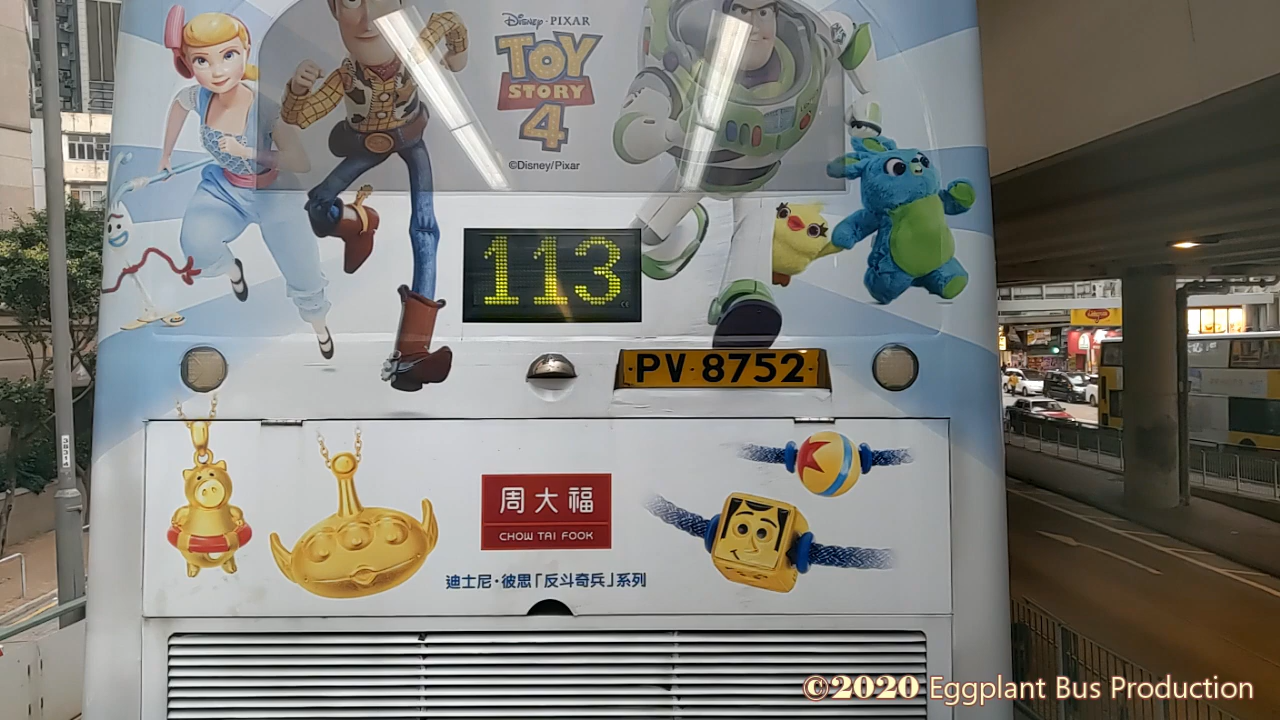 Disney · PIXAR
TOY
STORY
4
©Disney/Pixar
113
PV 8752
周大福
CHOW TAI FOOK
迪士尼·彼思「反斗奇兵」系列
©2020 Eggplant Bus Production